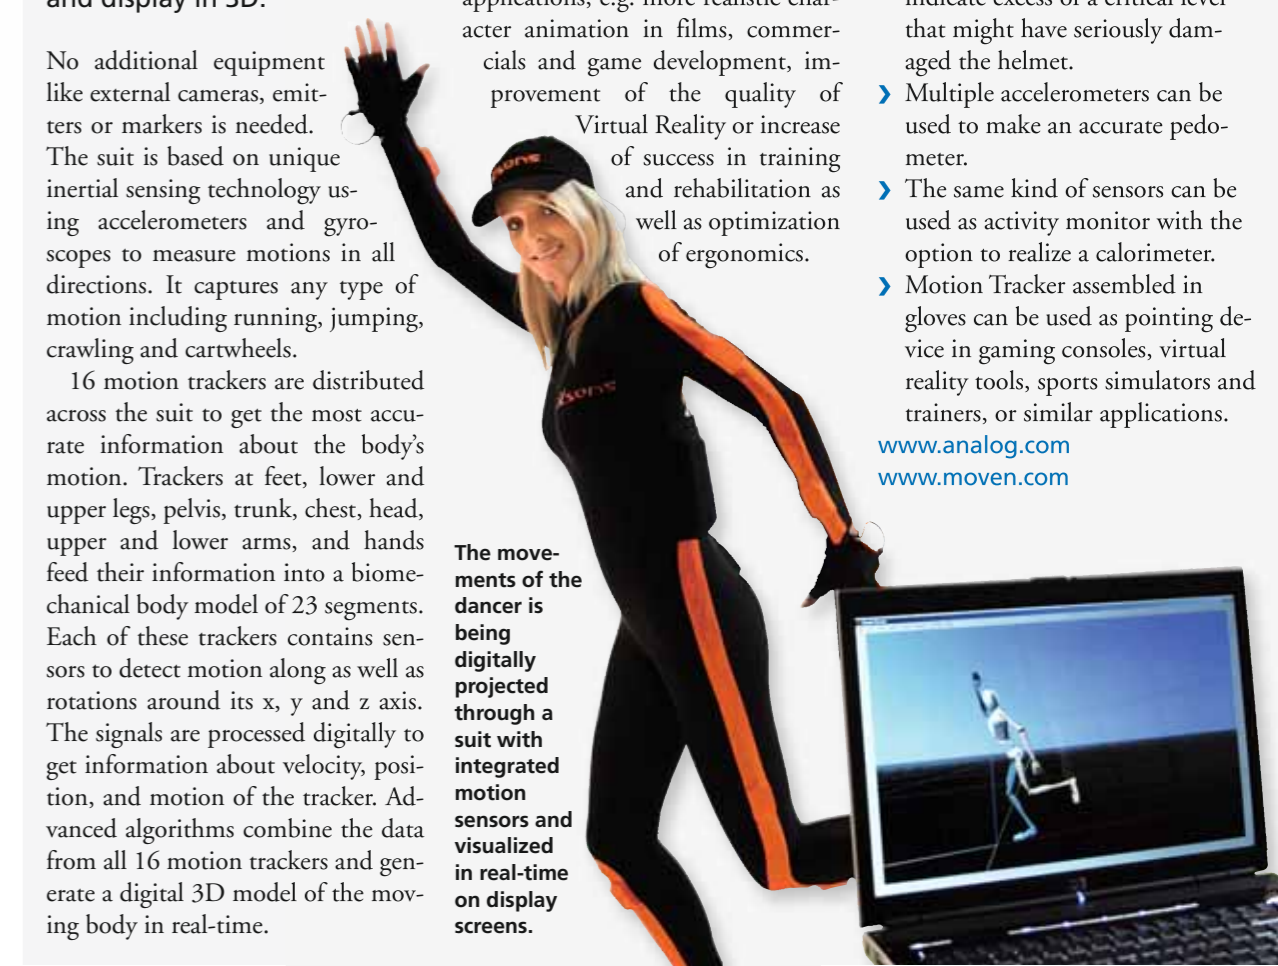 and display in 3D.
No additional equipment
like external cameras, emit-
ters or markers is needed.
The suit is based on unique
inertial sensing technology us-
ing accelerometers and gyro-
scopes to measure motions in all
directions. It captures any type of
motion including running, jumping,
crawling and cartwheels.
16 motion trackers are distributed
across the suit to get the most accu-
rate information about the body's
motion. Trackers at feet, lower and
upper legs, pelvis, trunk, chest, head,
upper and lower arms, and hands
feed their information into a biome-
chanical body model of 23 segments.
Each of these trackers contains sen-
sors to detect motion along as well as
rotations around its x, y and z axis.
The signals are processed digitally to
get information about velocity, posi-
tion, and motion of the tracker. Ad-
vanced algorithms combine the data
from all 16 motion trackers and gen-
erate a digital 3D model of the mov-
ing body in real-time.
applications, e.g. more realistic char-
acter animation in films, commer-
cials and game development, im-
provement of the quality of
Virtual Reality or increase
of success in training
and rehabilitation as
well as optimization
of ergonomics.
The move-
ments of the
dancer is
being
digitally
projected
through a
suit with
integrated
motion
sensors and
visualized
in real-time
on display
screens.
indicate excess of a critical level
that might have seriously dam-
aged the helmet.
❯ Multiple accelerometers can be
used to make an accurate pedo-
meter.
❯ The same kind of sensors can be
used as activity monitor with the
option to realize a calorimeter.
❯ Motion Tracker assembled in
gloves can be used as pointing de-
vice in gaming consoles, virtual
reality tools, sports simulators and
trainers, or similar applications.
www.analog.com
www.moven.com